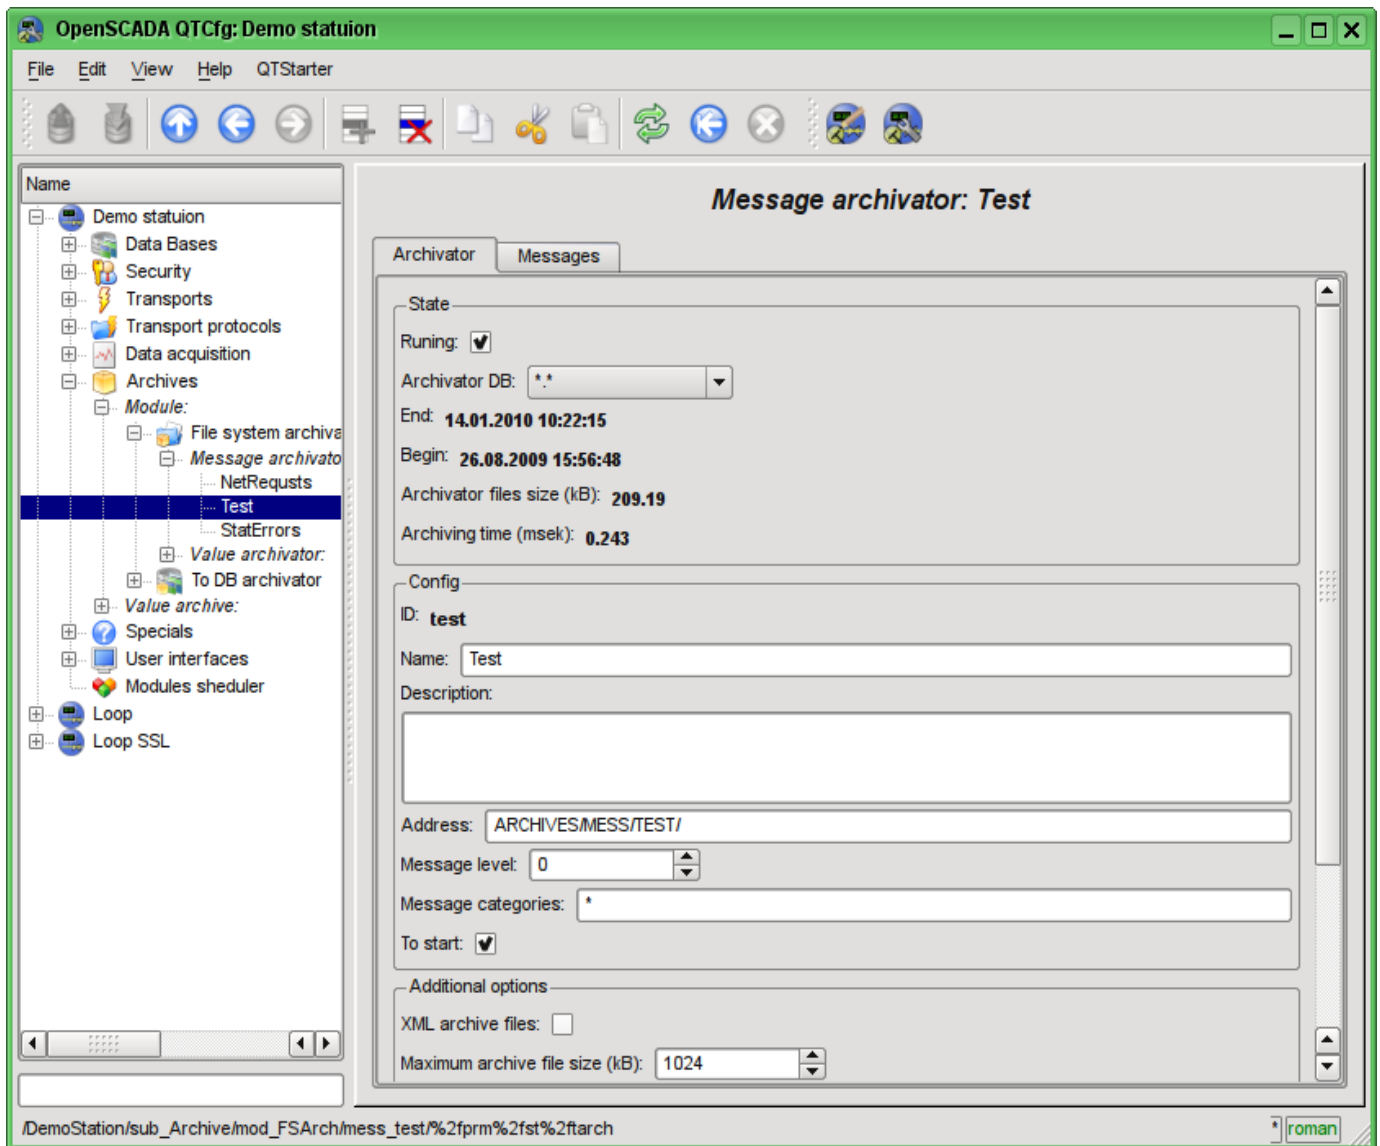 OpenSCADA QTCfg: Demo statuion
File Edit View Help QTStarter
Name
Demo statuion
Data Bases
Security
Transports
Transport protocols
Data acquisition
Archives
Module:
File system archiva
Message archivato
NetRequsts
Test
StatErrors
Value archivator:
To DB archivator
Value archive:
Specials
User interfaces
Modules sheduler
Loop
Loop SSL
Message archivator: Test
Archivator Messages
State
Runing:
Archivator DB: *.*
End: 14.01.2010 10:22:15
Begin: 26.08.2009 15:56:48
Archivator files size (kB): 209.19
Archiving time (msek): 0.243
Config
ID: test
Name: Test
Description:
Address: ARCHIVES/MESS/TEST/
Message level: 0
Message categories: *
To start:
Additional options
XML archive files:
Maximum archive file size (kB): 1024
/DemoStation/sub_Archive/mod_FSArch/mess_test/%2fprm%2fst%2ftarch
* roman